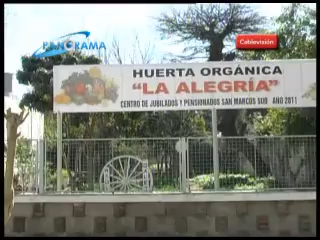 PANORAMA
Cablevisión
HUERTA ORGÁNICA
"LA ALEGRÍA"
CENTRO DE JUBILADOS Y PENSIONADOS SAN MARCOS SUD AÑO 2011